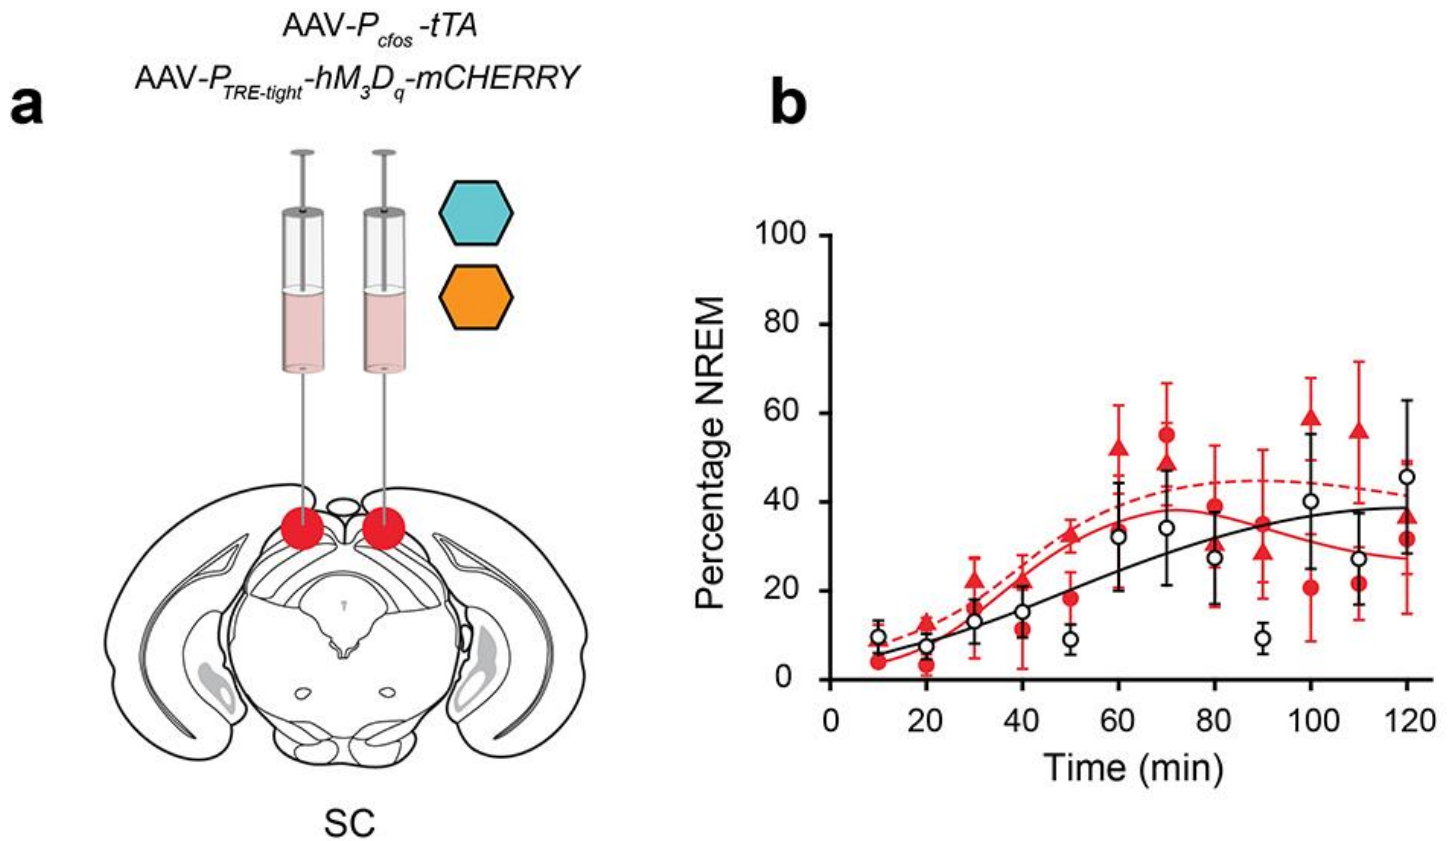 AAV-Pcfos-tTA
AAV-PTRE-tight-hM3Dq-mCHERRY
a
SC
b
100
80
60
40
20
0
Percentage NREM
0 20 40 60 80 100 120
Time (min)